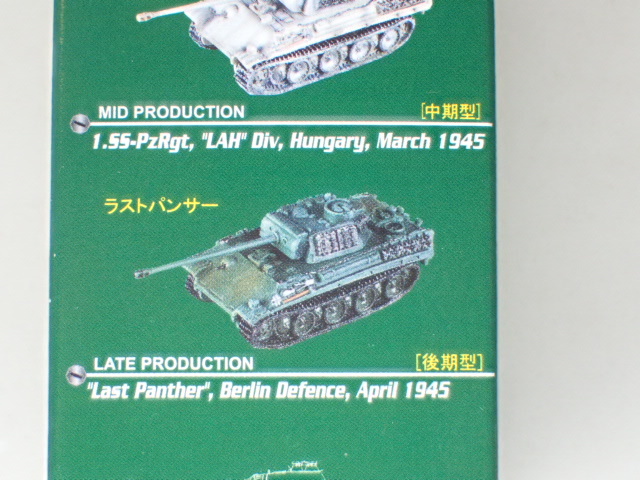 MID PRODUCTION [中期型]
1.SS-PzRgt, "LAH" Div, Hungary, March 1945
ラストパンサー
LATE PRODUCTION [後期型]
"Last Panther", Berlin Defence, April 1945